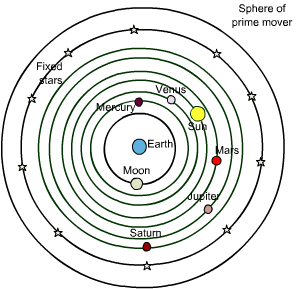 Sphere of
prime mover
Fixed
stars
Venus
Mercury
Sun
Earth
Mars
Moon
Jupiter
Saturn